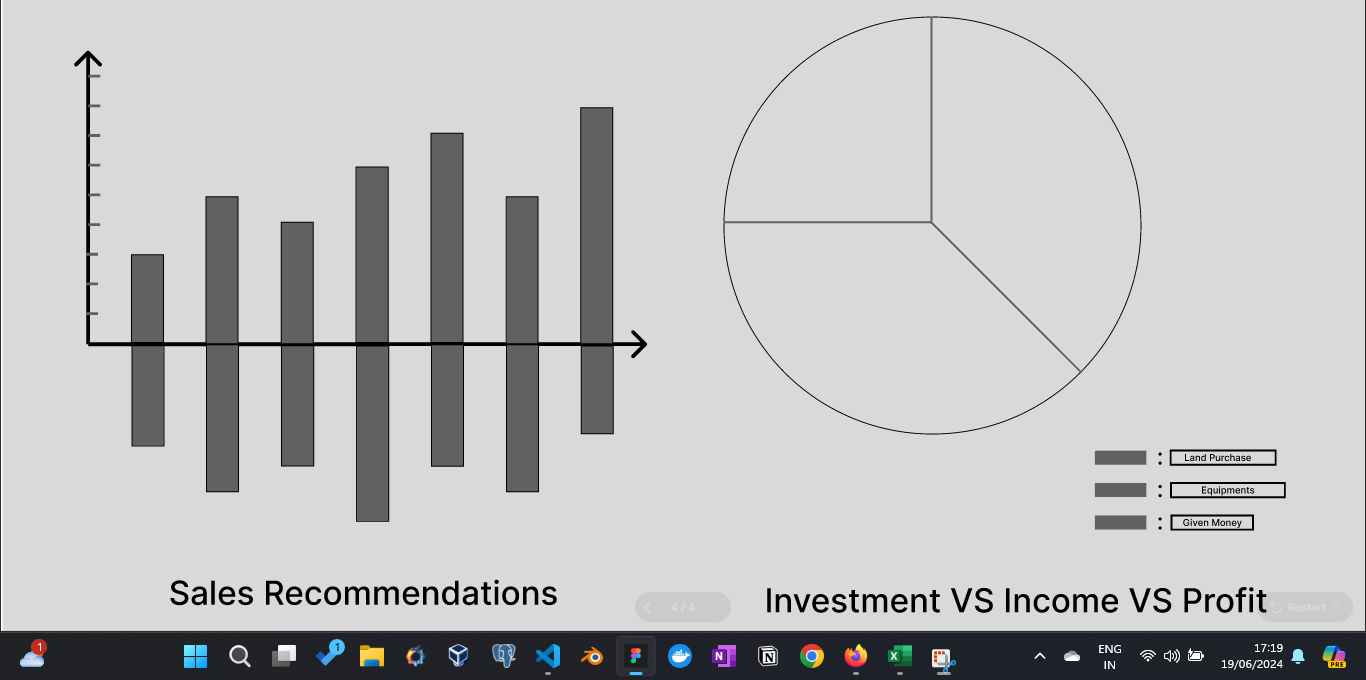 Land Purchase
Equipments
Given Money
Sales Recommendations
Investment VS Income VS Profit
4 / 4
Restart
R
1
1
N
N
X
ENG
IN
17:19
19/06/2024
PRE